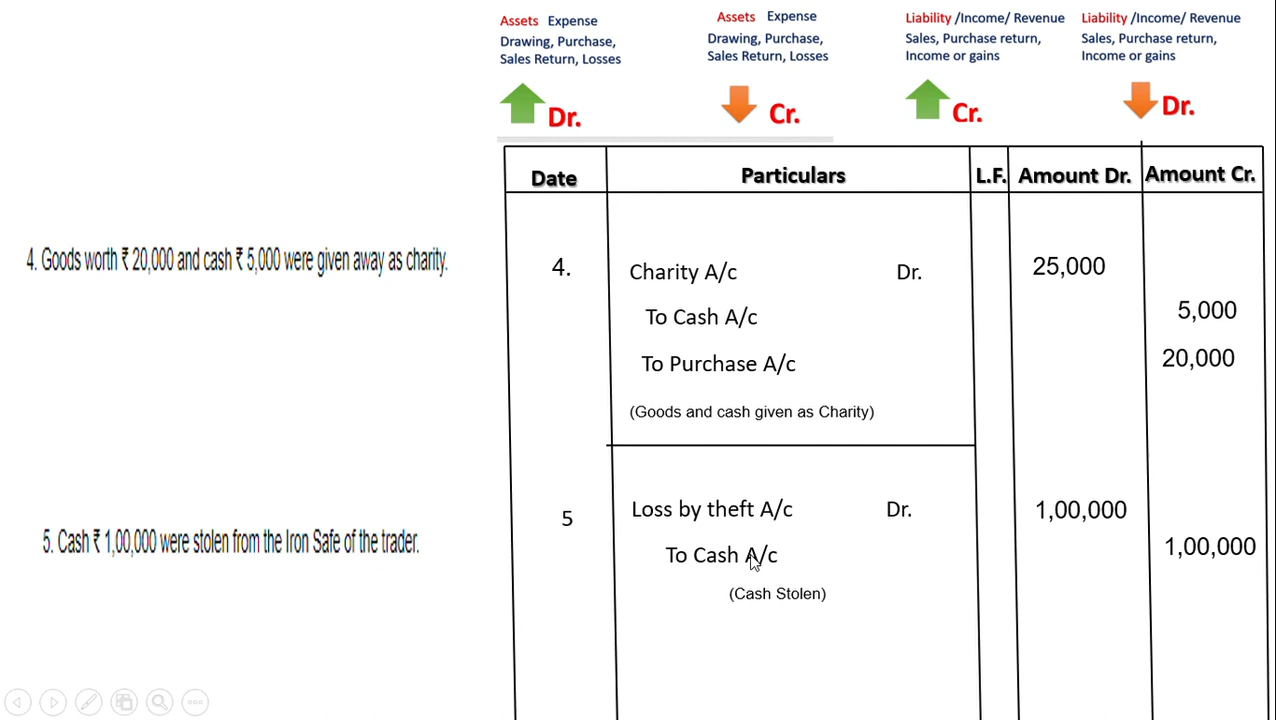 Assets Expense
Drawing, Purchase,
Sales Return, Losses
Dr.
Assets Expense
Drawing, Purchase,
Sales Return, Losses
Cr.
Liability /Income/ Revenue
Sales, Purchase return,
Income or gains
Cr.
Liability /Income/ Revenue
Sales, Purchase return,
Income or gains
Dr.
Date Particulars L.F. Amount Dr. Amount Cr.
4. Goods worth ₹ 20,000 and cash ₹ 5,000 were given away as charity.
4. Charity A/c Dr. 25,000
To Cash A/c 5,000
To Purchase A/c 20,000
(Goods and cash given as Charity)
5. Cash ₹ 1,00,000 were stolen from the Iron Safe of the trader.
5 Loss by theft A/c Dr. 1,00,000
To Cash A/c 1,00,000
(Cash Stolen)